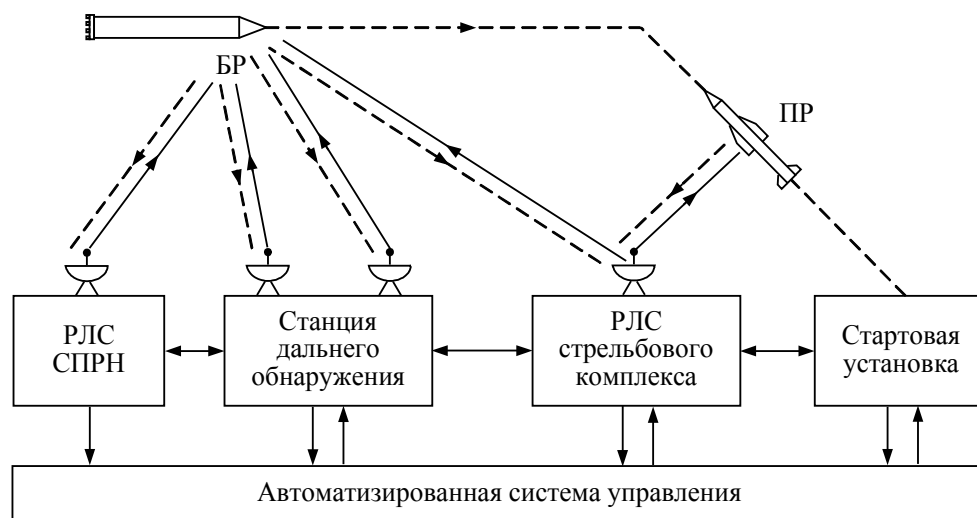 БР
ПР
РЛС
СПРН
Станция
дальнего
обнаружения
РЛС
стрельбового
комплекса
Стартовая
установка
Автоматизированная система управления